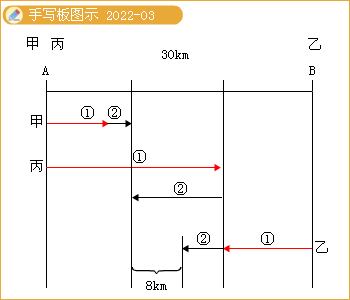 手写板图示 2022-03
甲 丙 乙
30km
A B
甲 ① ②
丙 ①
②
② ① 乙
8km